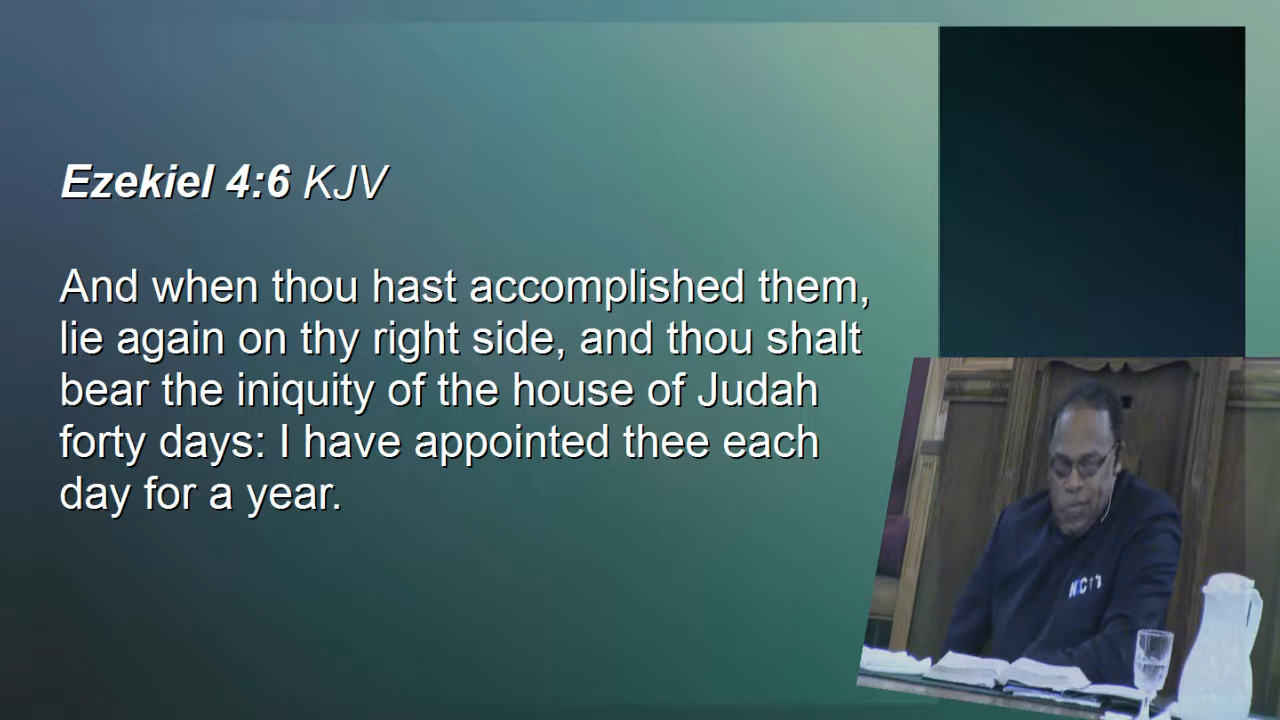 Ezekiel 4:6 KJV
And when thou hast accomplished them,
lie again on thy right side, and thou shalt
bear the iniquity of the house of Judah
forty days: I have appointed thee each
day for a year.